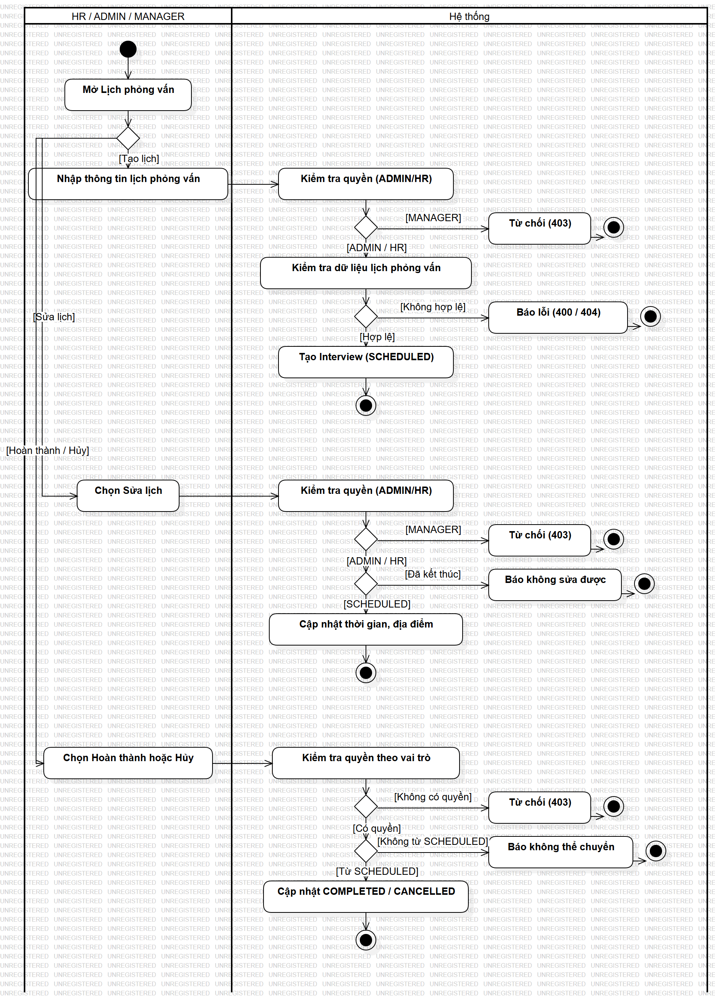 HR / ADMIN / MANAGER
Hệ thống
Mở Lịch phỏng vấn
[Tạo lịch]
Nhập thông tin lịch phỏng vấn
Kiểm tra quyền (ADMIN/HR)
[MANAGER]
Từ chối (403)
[ADMIN / HR]
Kiểm tra dữ liệu lịch phỏng vấn
[Không hợp lệ]
Báo lỗi (400 / 404)
[Sửa lịch]
[Hợp lệ]
Tạo Interview (SCHEDULED)
[Hoàn thành / Hủy]
Chọn Sửa lịch
Kiểm tra quyền (ADMIN/HR)
[MANAGER]
Từ chối (403)
[ADMIN / HR]
[Đã kết thúc]
Báo không sửa được
[SCHEDULED]
Cập nhật thời gian, địa điểm
Chọn Hoàn thành hoặc Hủy
Kiểm tra quyền theo vai trò
[Không có quyền]
Từ chối (403)
[Có quyền]
[Không từ SCHEDULED]
Báo không thể chuyển
[Từ SCHEDULED]
Cập nhật COMPLETED / CANCELLED